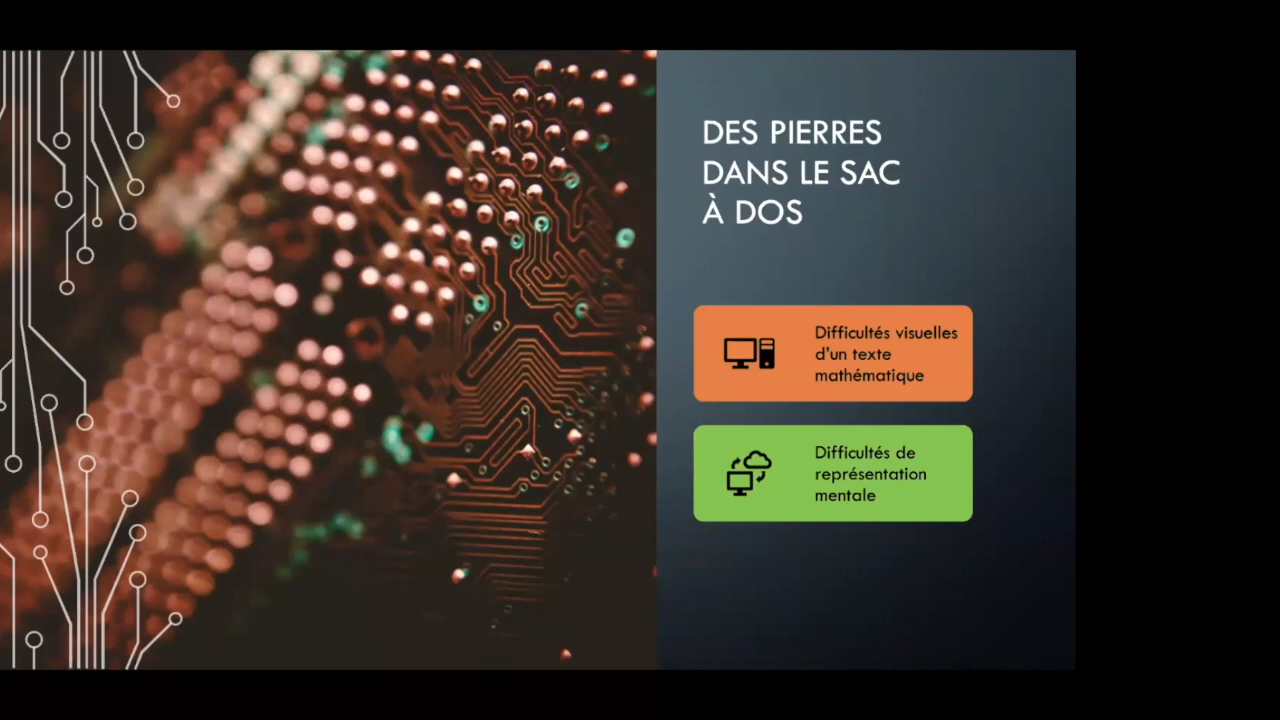 DES PIERRES
DANS LE SAC
À DOS
Difficultés visuelles
d'un texte
mathématique
Difficultés de
représentation
mentale